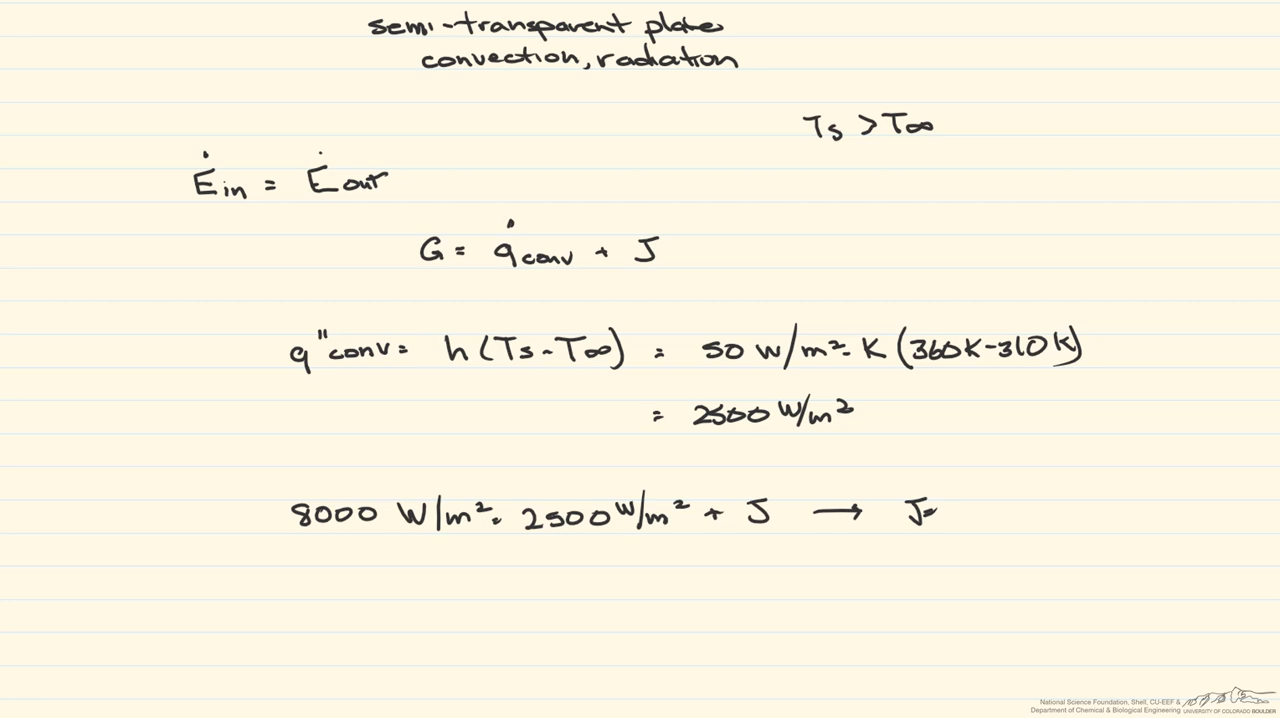 semi-transparent plate
convection, radiation
Ts > T∞
Ėin = Ėout
G = q̇conv + J
q"conv = h(Ts-T∞) = 50 W/m²·K (360K-310K)
= 2500 W/m²
8000 W/m² = 2500 W/m² + J → J=
National Science Foundation, Shell, CU-EEF &
Department of Chemical & Biological Engineering UNIVERSITY OF COLORADO BOULDER